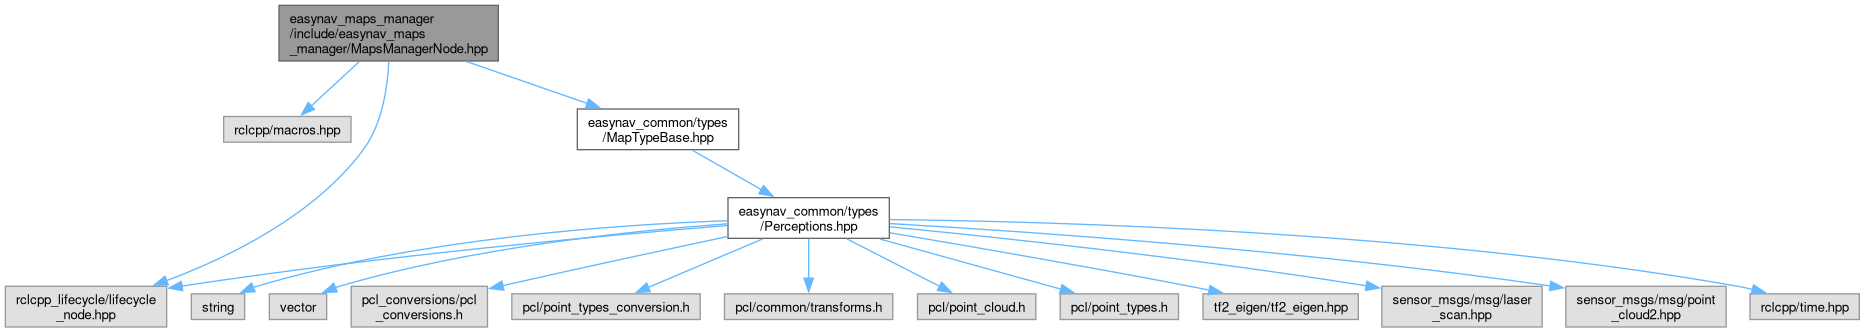 easynav_maps_manager
/include/easynav_maps
_manager/MapsManagerNode.hpp
rclcpp/macros.hpp
easynav_common/types
/MapTypeBase.hpp
easynav_common/types
/Perceptions.hpp
rclcpp_lifecycle/lifecycle
_node.hpp
string
vector
pcl_conversions/pcl
_conversions.h
pcl/point_types_conversion.h
pcl/common/transforms.h
pcl/point_cloud.h
pcl/point_types.h
tf2_eigen/tf2_eigen.hpp
sensor_msgs/msg/laser
_scan.hpp
sensor_msgs/msg/point
_cloud2.hpp
rclcpp/time.hpp